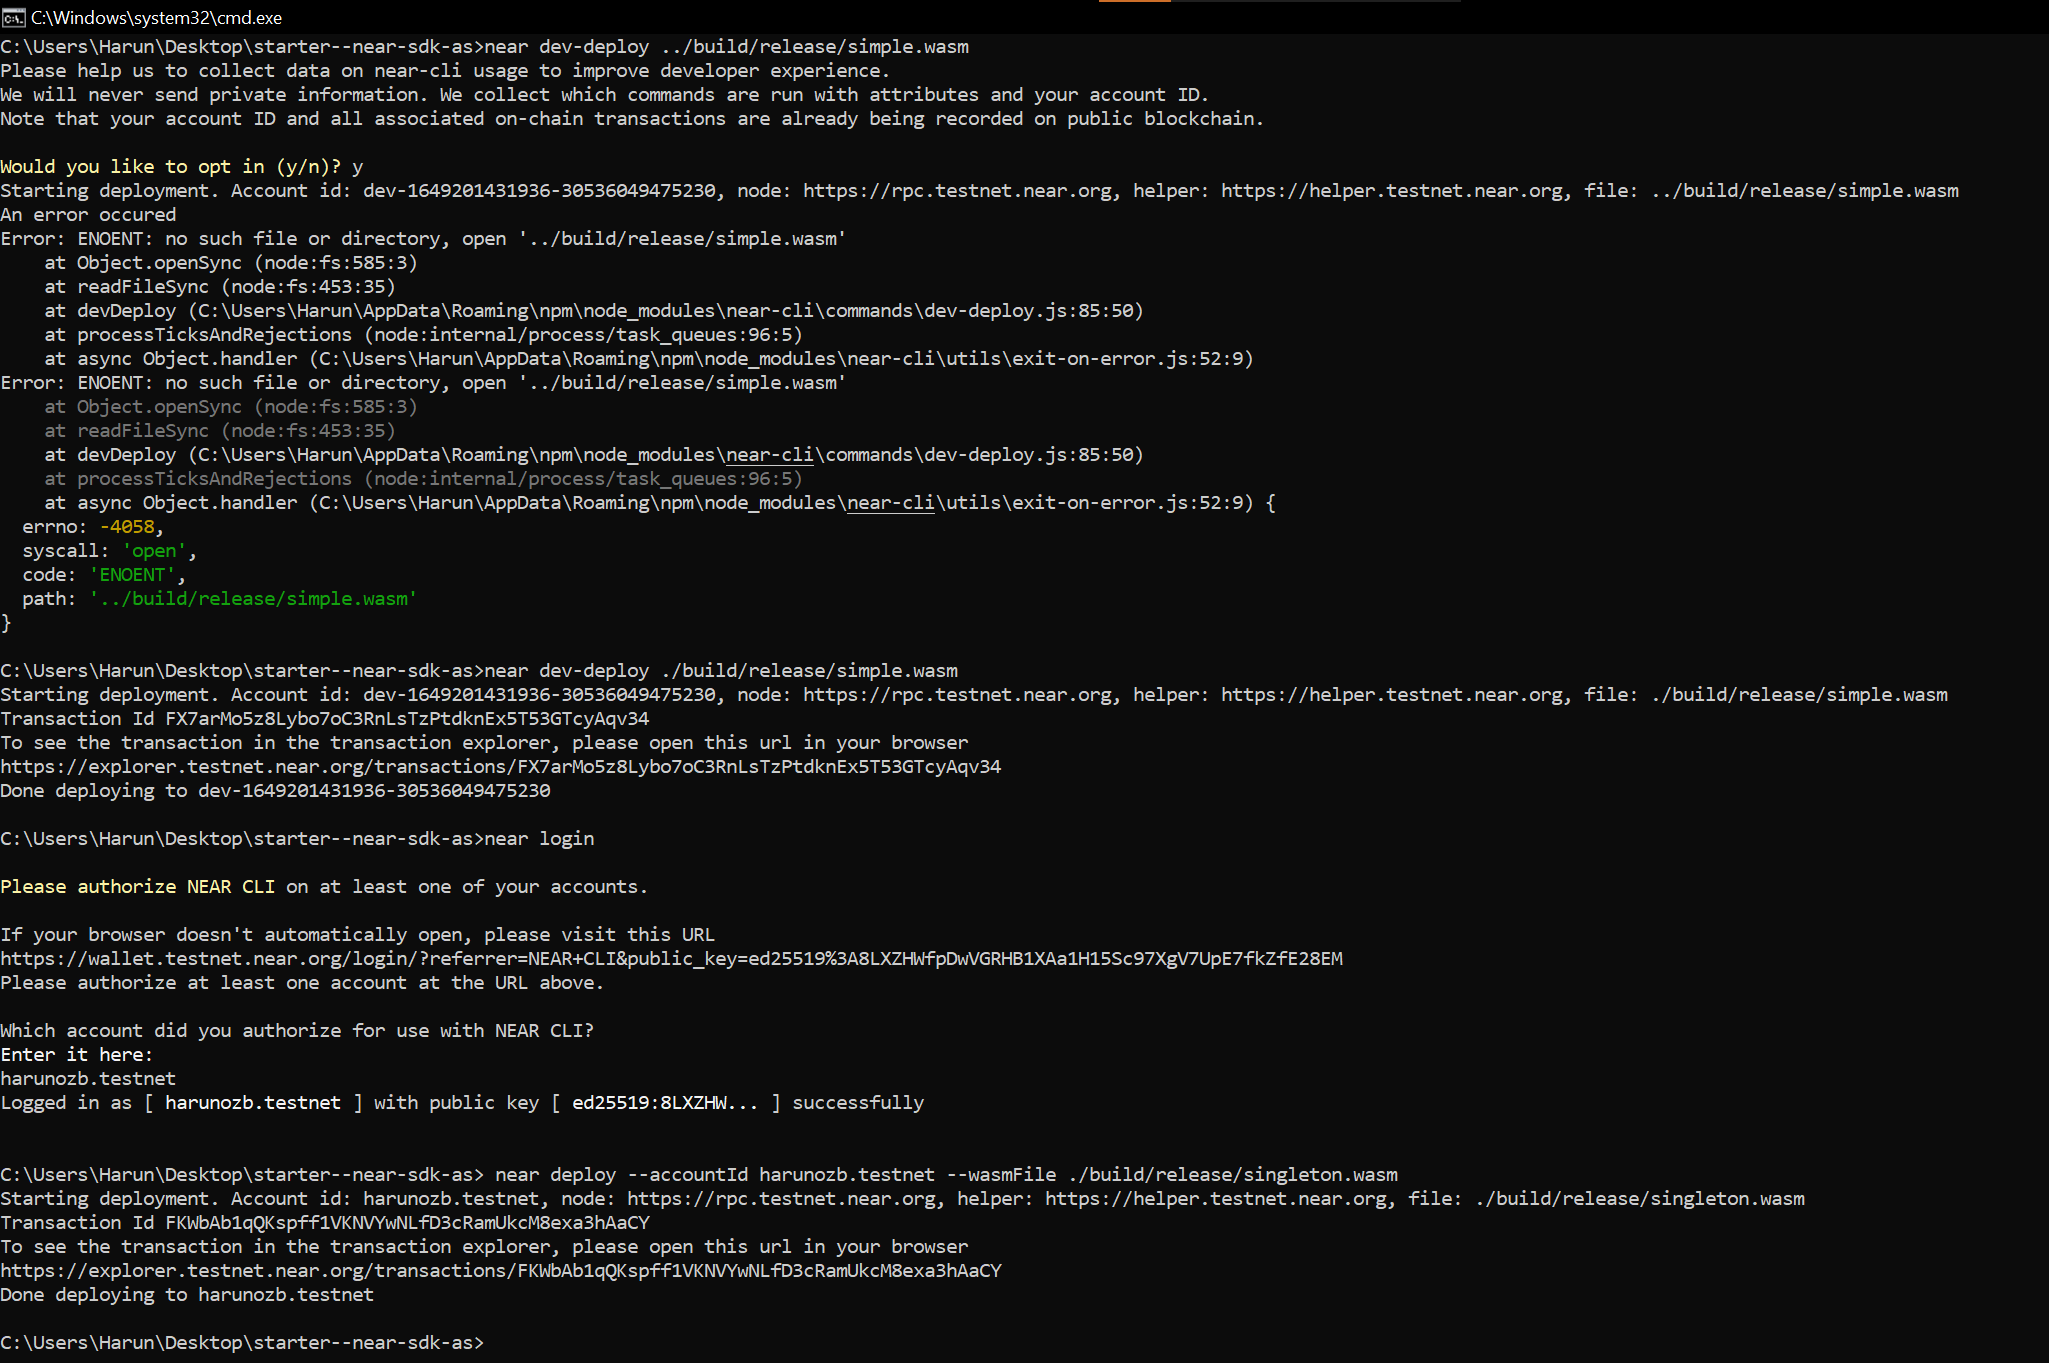 C:\Windows\system32\cmd.exe
C:\Users\Harun\Desktop\starter--near-sdk-as>near dev-deploy ../build/release/simple.wasm
Please help us to collect data on near-cli usage to improve developer experience.
We will never send private information. We collect which commands are run with attributes and your account ID.
Note that your account ID and all associated on-chain transactions are already being recorded on public blockchain.
Would you like to opt in (y/n)? y
Starting deployment. Account id: dev-1649201431936-30536049475230, node: https://rpc.testnet.near.org, helper: https://helper.testnet.near.org, file: ../build/release/simple.wasm
An error occured
Error: ENOENT: no such file or directory, open '../build/release/simple.wasm'
    at Object.openSync (node:fs:585:3)
    at readFileSync (node:fs:453:35)
    at devDeploy (C:\Users\Harun\AppData\Roaming\npm\node_modules\near-cli\commands\dev-deploy.js:85:50)
    at processTicksAndRejections (node:internal/process/task_queues:96:5)
    at async Object.handler (C:\Users\Harun\AppData\Roaming\npm\node_modules\near-cli\utils\exit-on-error.js:52:9)
Error: ENOENT: no such file or directory, open '../build/release/simple.wasm'
    at Object.openSync (node:fs:585:3)
    at readFileSync (node:fs:453:35)
    at devDeploy (C:\Users\Harun\AppData\Roaming\npm\node_modules\near-cli\commands\dev-deploy.js:85:50)
    at processTicksAndRejections (node:internal/process/task_queues:96:5)
    at async Object.handler (C:\Users\Harun\AppData\Roaming\npm\node_modules\near-cli\utils\exit-on-error.js:52:9) {
  errno: -4058,
  syscall: 'open',
  code: 'ENOENT',
  path: '../build/release/simple.wasm'
}
C:\Users\Harun\Desktop\starter--near-sdk-as>near dev-deploy ./build/release/simple.wasm
Starting deployment. Account id: dev-1649201431936-30536049475230, node: https://rpc.testnet.near.org, helper: https://helper.testnet.near.org, file: ./build/release/simple.wasm
Transaction Id FX7arMo5z8Lybo7oC3RnLsTzPtdknEx5T53GTcyAqv34
To see the transaction in the transaction explorer, please open this url in your browser
https://explorer.testnet.near.org/transactions/FX7arMo5z8Lybo7oC3RnLsTzPtdknEx5T53GTcyAqv34
Done deploying to dev-1649201431936-30536049475230
C:\Users\Harun\Desktop\starter--near-sdk-as>near login
Please authorize NEAR CLI on at least one of your accounts.
If your browser doesn't automatically open, please visit this URL
https://wallet.testnet.near.org/login/?referrer=NEAR+CLI&public_key=ed25519%3A8LXZHWfpDwVGRHB1XAa1H15Sc97XgV7UpE7fkZfE28EM
Please authorize at least one account at the URL above.
Which account did you authorize for use with NEAR CLI?
Enter it here:
harunozb.testnet
Logged in as [ harunozb.testnet ] with public key [ ed25519:8LXZHW... ] successfully
C:\Users\Harun\Desktop\starter--near-sdk-as> near deploy --accountId harunozb.testnet --wasmFile ./build/release/singleton.wasm
Starting deployment. Account id: harunozb.testnet, node: https://rpc.testnet.near.org, helper: https://helper.testnet.near.org, file: ./build/release/singleton.wasm
Transaction Id FKWbAb1qQKspff1VKNVYwNLfD3cRamUkcM8exa3hAaCY
To see the transaction in the transaction explorer, please open this url in your browser
https://explorer.testnet.near.org/transactions/FKWbAb1qQKspff1VKNVYwNLfD3cRamUkcM8exa3hAaCY
Done deploying to harunozb.testnet
C:\Users\Harun\Desktop\starter--near-sdk-as>